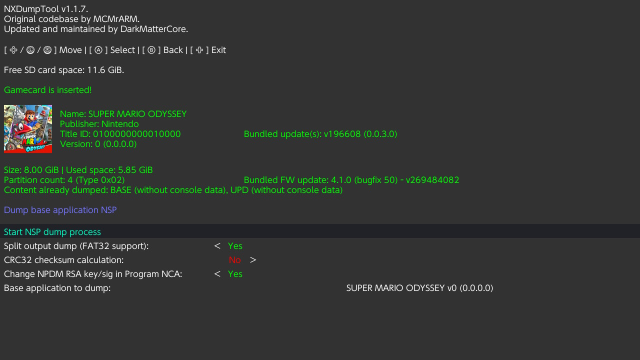 NXDumpTool v1.1.7.
Original codebase by MCMrARM.
Updated and maintained by DarkMatterCore.
[ / / ] Move | [ Ⓐ ] Select | [ Ⓑ ] Back | [ ] Exit
Free SD card space: 11.6 GiB.
Gamecard is inserted!
Name: SUPER MARIO ODYSSEY
Publisher: Nintendo
Title ID: 0100000000010000 Bundled update(s): v196608 (0.0.3.0)
Version: 0 (0.0.0.0)
Size: 8.00 GiB | Used space: 5.85 GiB
Partition count: 4 (Type 0x02) Bundled FW update: 4.1.0 (bugfix 50) - v269484082
Content already dumped: BASE (without console data), UPD (without console data)
Dump base application NSP
Start NSP dump process
Split output dump (FAT32 support): < Yes
CRC32 checksum calculation: No >
Change NPDM RSA key/sig in Program NCA: < Yes
Base application to dump: SUPER MARIO ODYSSEY v0 (0.0.0.0)